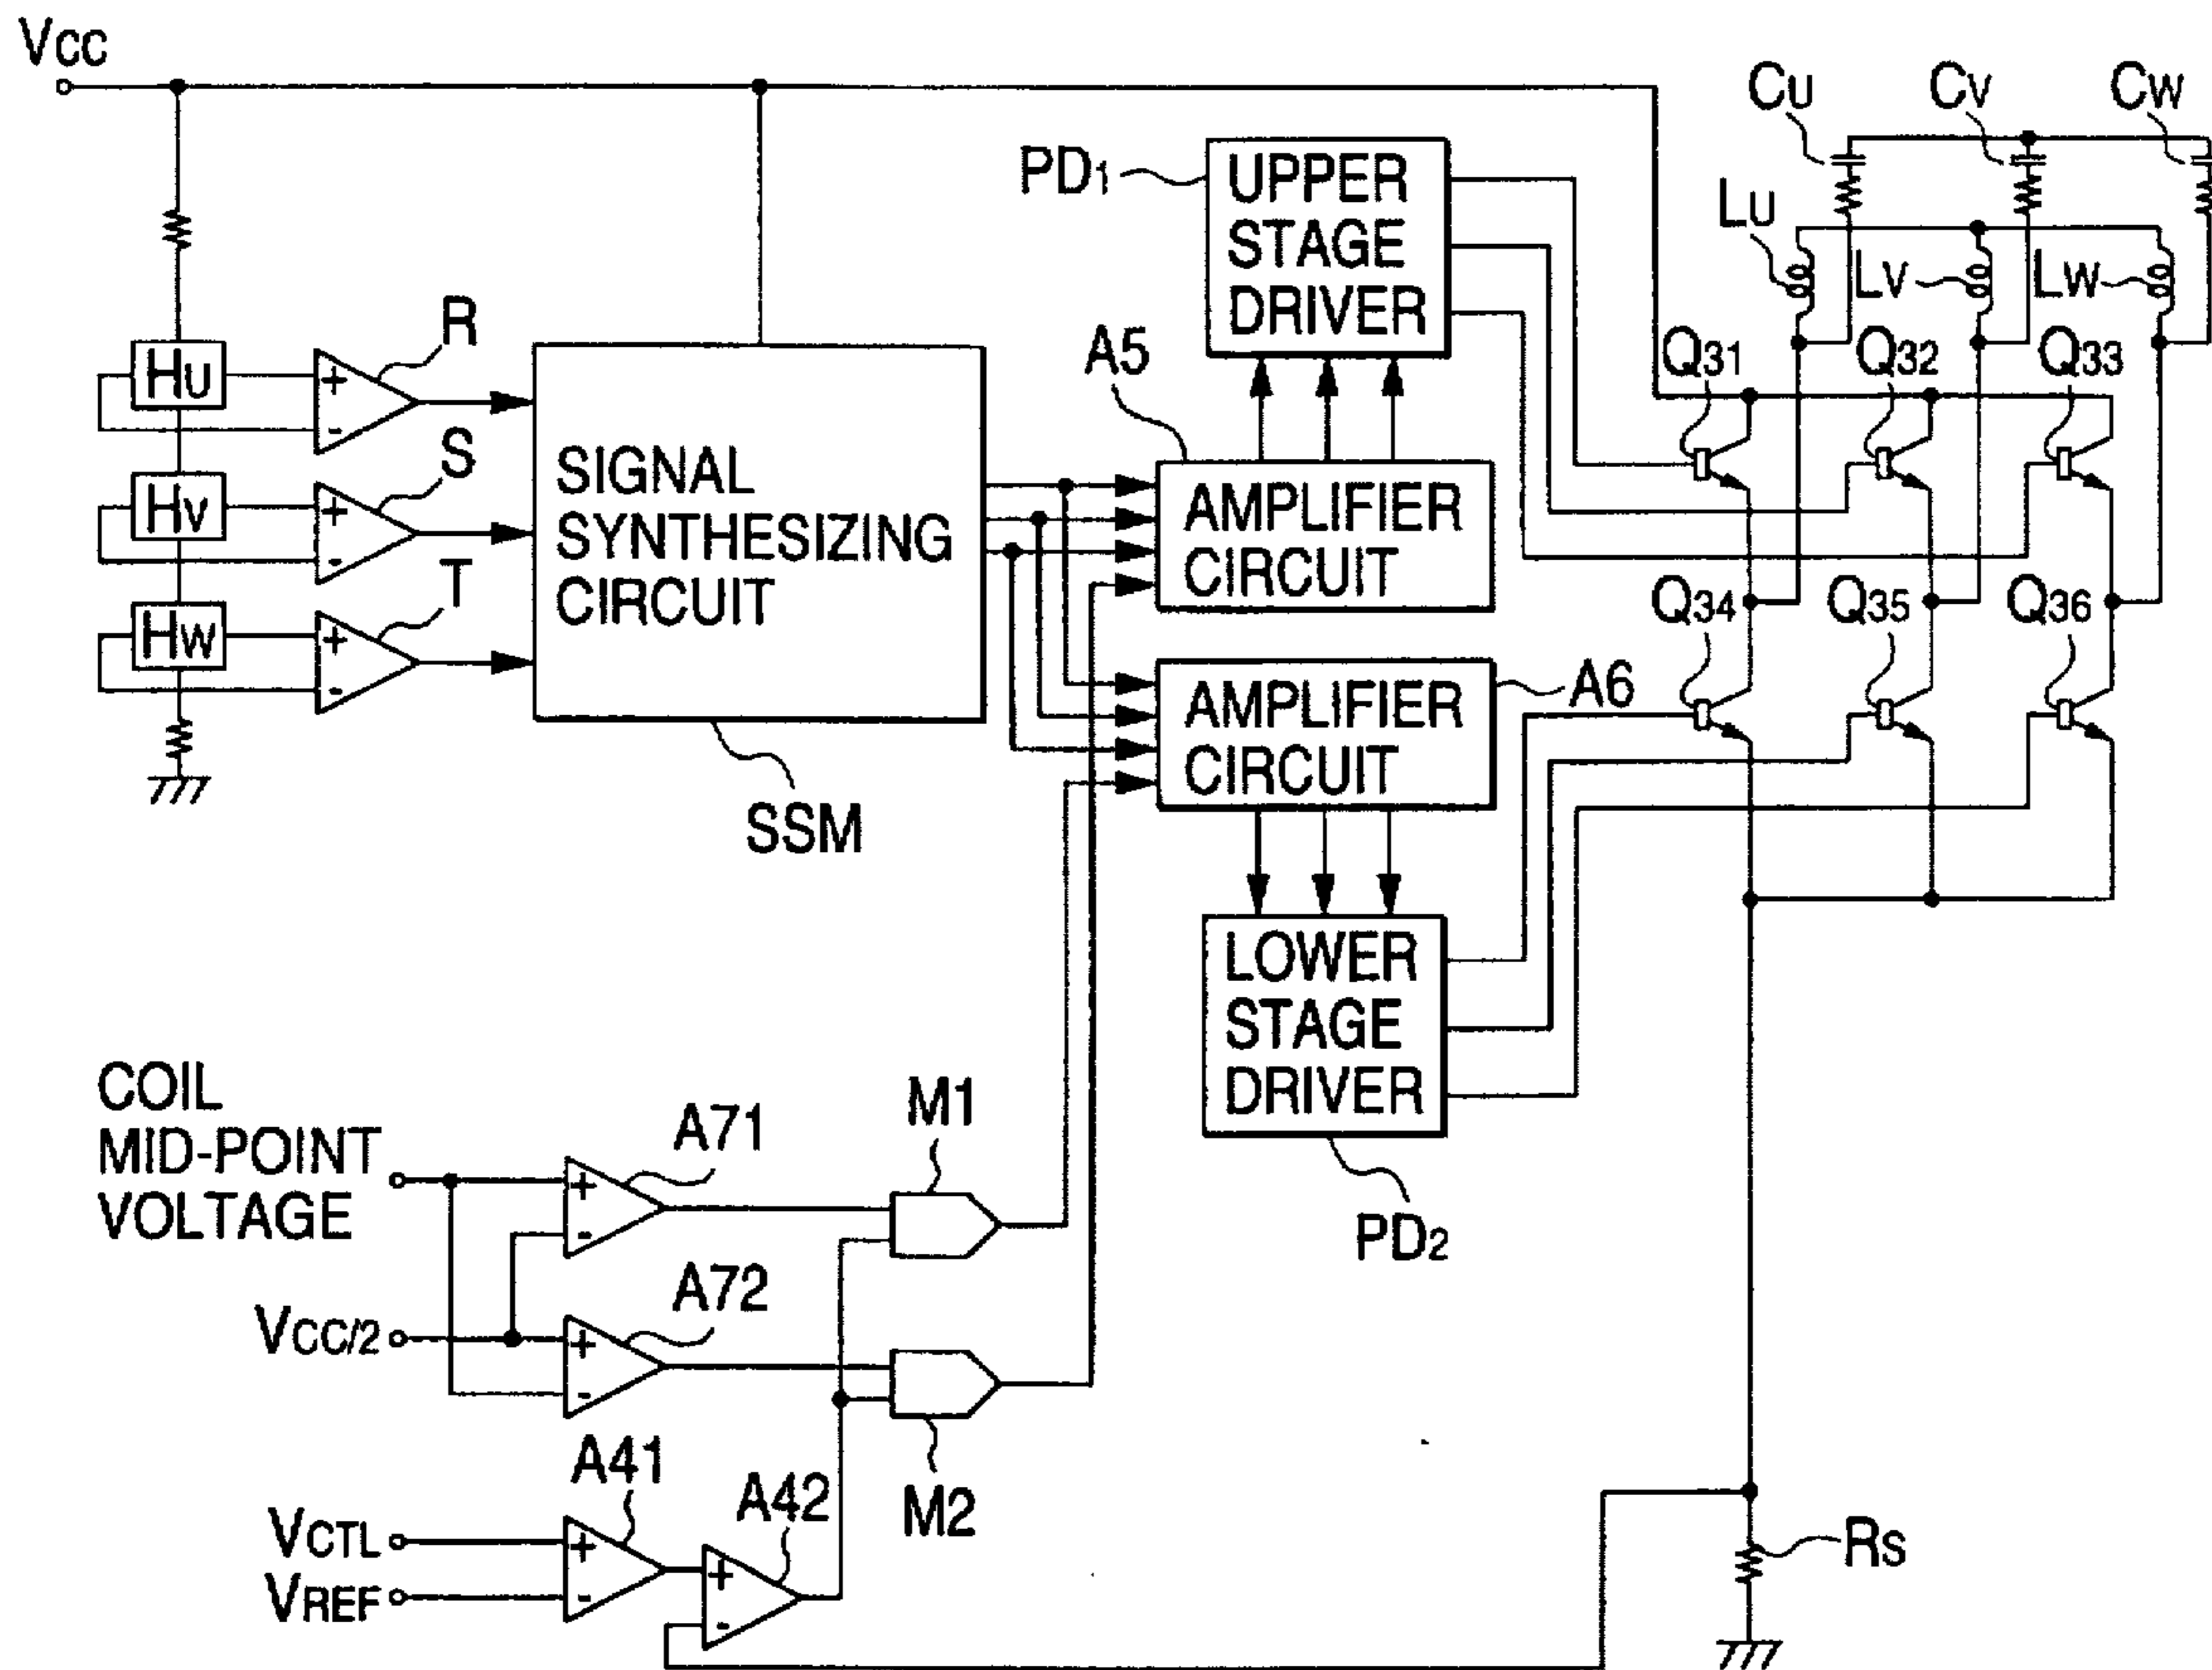 VCC
CU
CV
CW
PD1
UPPER
STAGE
DRIVER
LU
LV
LW
R
HU
+
-
A5
Q31
Q32
Q33
S
HV
+
-
SIGNAL
SYNTHESIZING
CIRCUIT
AMPLIFIER
CIRCUIT
T
HW
+
-
Q34
Q35
Q36
AMPLIFIER
CIRCUIT
A6
SSM
LOWER
STAGE
DRIVER
COIL
MID-POINT
VOLTAGE
A71
+
-
M1
PD2
VCC/2
A72
+
-
M2
A41
A42
VCTL
VREF
+
-
+
-
RS